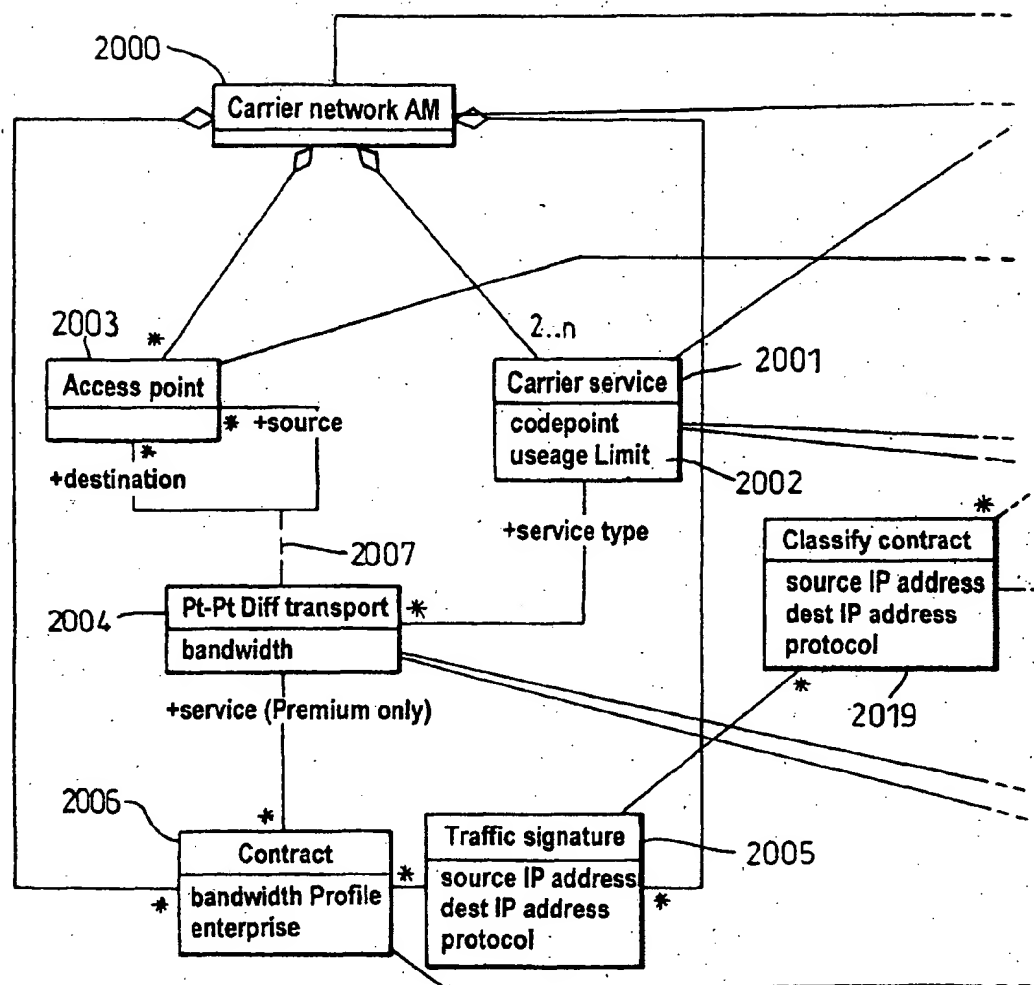 2000
Carrier network AM
2003
*
Access point
* +source
*
+destination
2..n
2001
Carrier service
codepoint
useage Limit
2002
+service type
*
Classify contract
source IP address
dest IP address
protocol
*
2019
2007
2004
Pt-Pt Diff transport
*
bandwidth
+service (Premium only)
2006
*
Contract
bandwidth Profile
enterprise
*
*
Traffic signature
source IP address
dest IP address
protocol
2005
*